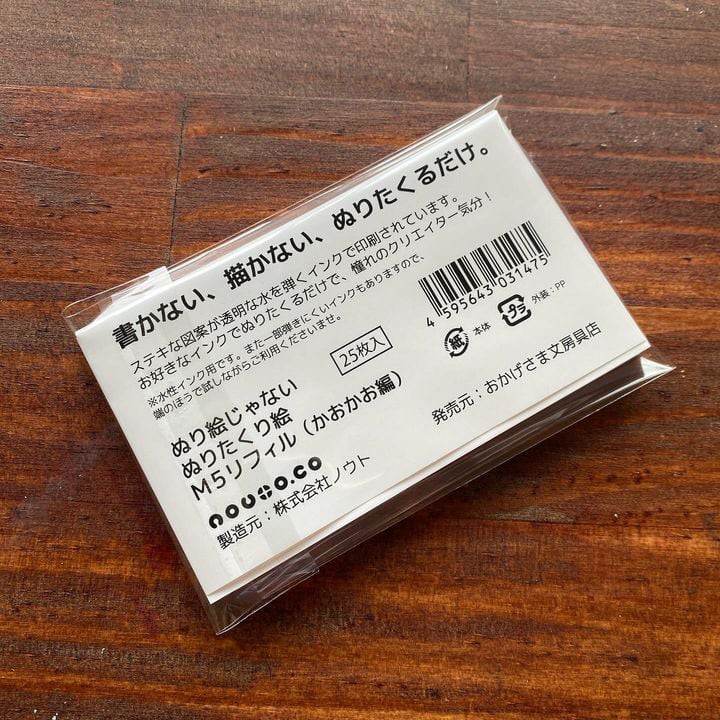 書かない、描かない、ぬりたくるだけ。
ステキな図案が透明な水を弾くインクで印刷されています。
お好きなインクでぬりたくるだけで、憧れのクリエイター気分！
※水性インク用です。また一部弾きにくいインクもありますので、
端のほうで試しながらご利用くださいませ。
25枚入
4 595643 031475
紙 本体
プラ 外装：PP
ぬり絵じゃない
ぬりたくり絵
M5リフィル（かおかお編）
nouto.co
製造元：株式会社ノウト
発売元：おかげさま文房具店